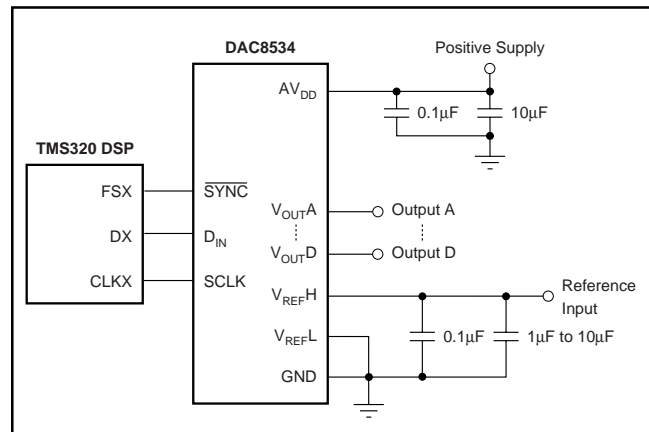 DAC8534
Positive Supply
AVDD
0.1µF
10µF
TMS320 DSP
FSX
SYNC
VOUTA
Output A
DX
DIN
VOUTD
Output D
CLKX
SCLK
VREFH
Reference
Input
VREFL
0.1µF
1µF to 10µF
GND